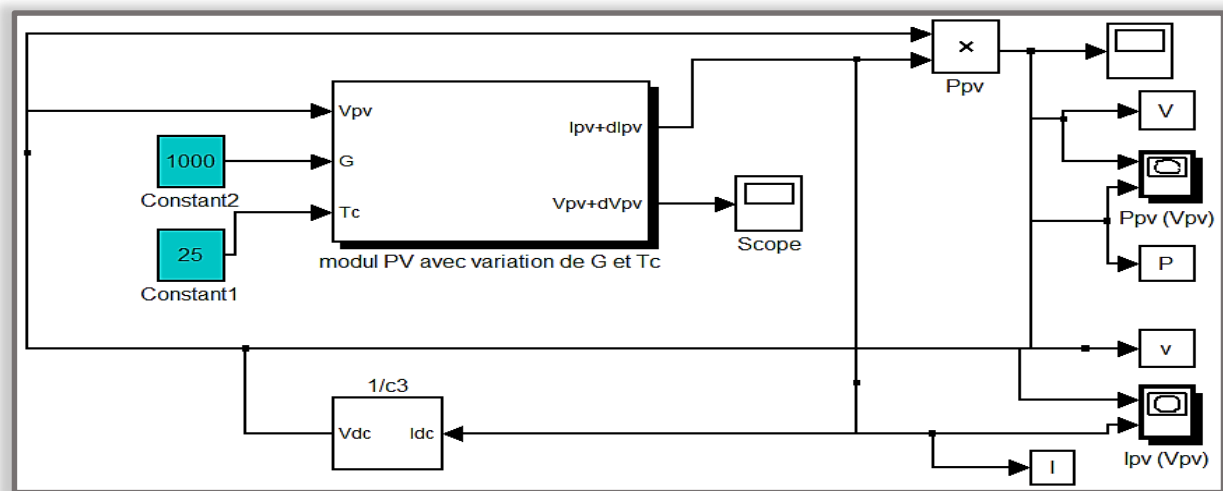 ×
Ppv
Vpv
Ipv+dIpv
V
1000
G
Constant2
Tc
Vpv+dVpv
Ppv (Vpv)
Scope
25
modul PV avec variation de G et Tc
P
Constant1
v
1/c3
Vdc
Idc
Ipv (Vpv)
I